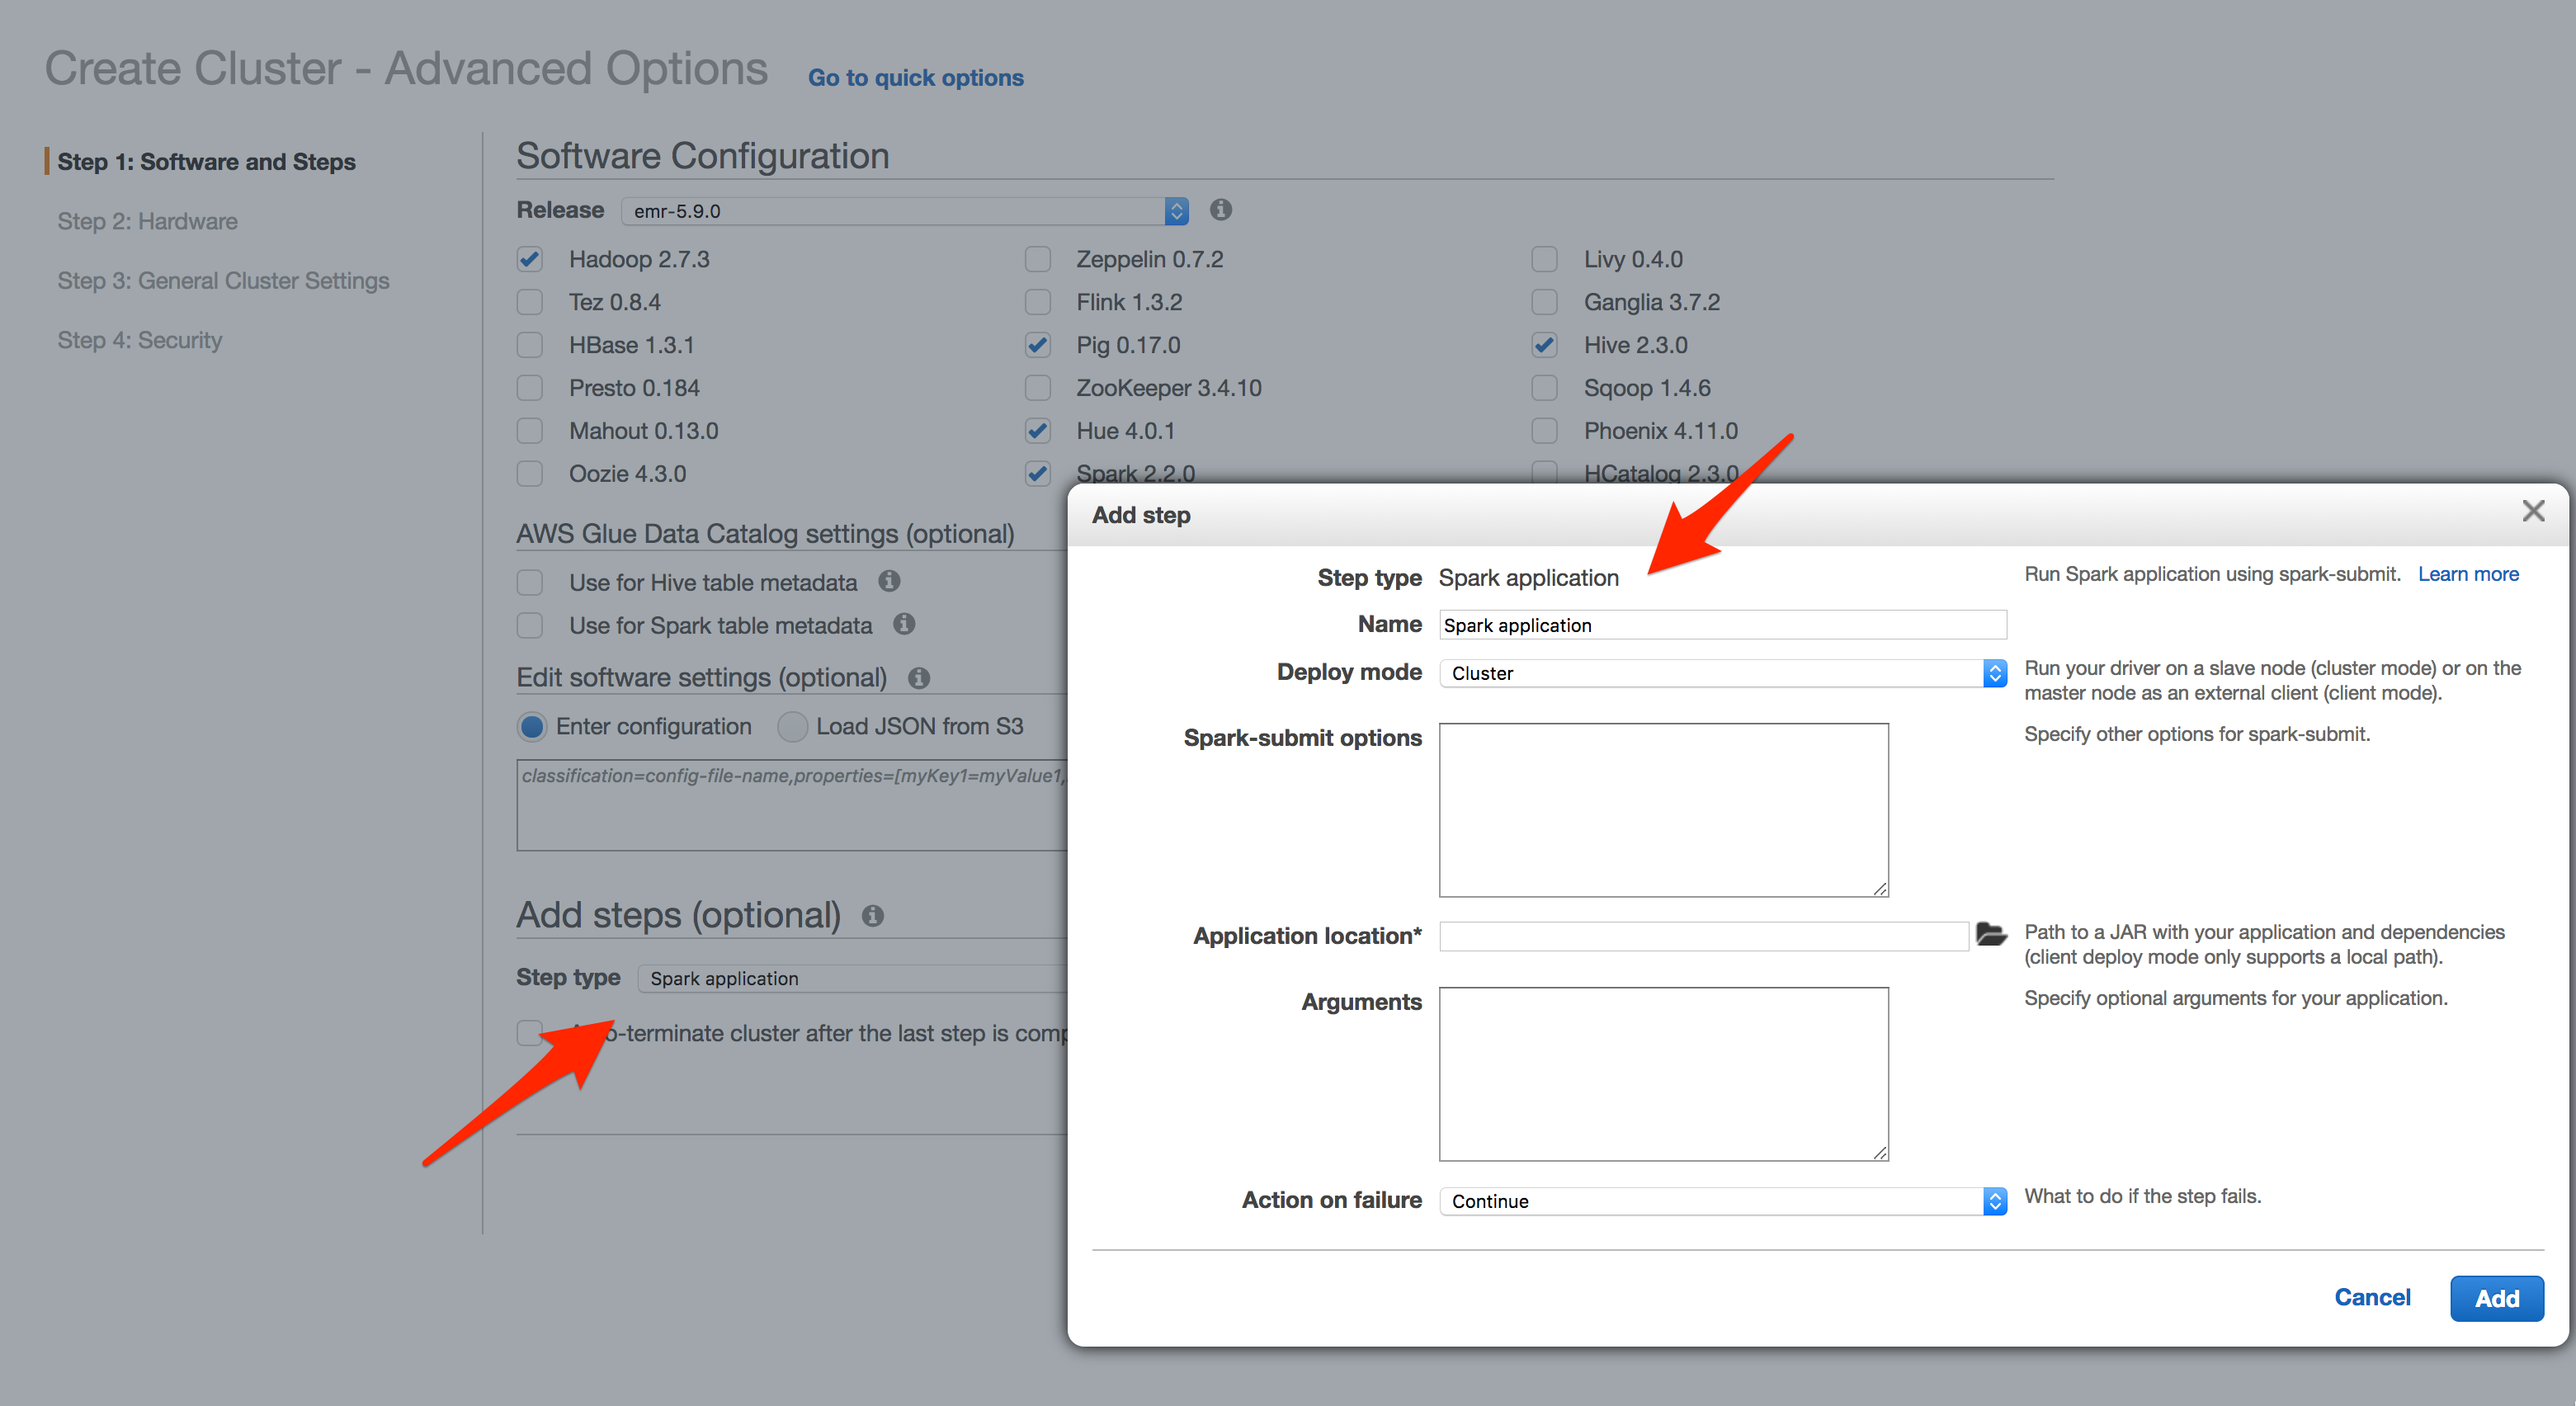 Create Cluster - Advanced Options Go to quick options
Step 1: Software and Steps
Step 2: Hardware
Step 3: General Cluster Settings
Step 4: Security
Software Configuration
Release emr-5.9.0
Hadoop 2.7.3 Zeppelin 0.7.2 Livy 0.4.0
Tez 0.8.4 Flink 1.3.2 Ganglia 3.7.2
HBase 1.3.1 Pig 0.17.0 Hive 2.3.0
Presto 0.184 ZooKeeper 3.4.10 Sqoop 1.4.6
Mahout 0.13.0 Hue 4.0.1 Phoenix 4.11.0
Oozie 4.3.0 Spark 2.2.0 HCatalog 2.3.0
AWS Glue Data Catalog settings (optional)
Use for Hive table metadata
Use for Spark table metadata
Edit software settings (optional)
Enter configuration Load JSON from S3
classification=config-file-name,properties=[myKey1=myValue1,
Add steps (optional)
Step type Spark application
-terminate cluster after the last step is comp
Add step
Step type Spark application Run Spark application using spark-submit. Learn more
Name Spark application
Deploy mode Cluster Run your driver on a slave node (cluster mode) or on the
master node as an external client (client mode).
Spark-submit options Specify other options for spark-submit.
Application location* Path to a JAR with your application and dependencies
(client deploy mode only supports a local path).
Arguments Specify optional arguments for your application.
Action on failure Continue What to do if the step fails.
Cancel Add